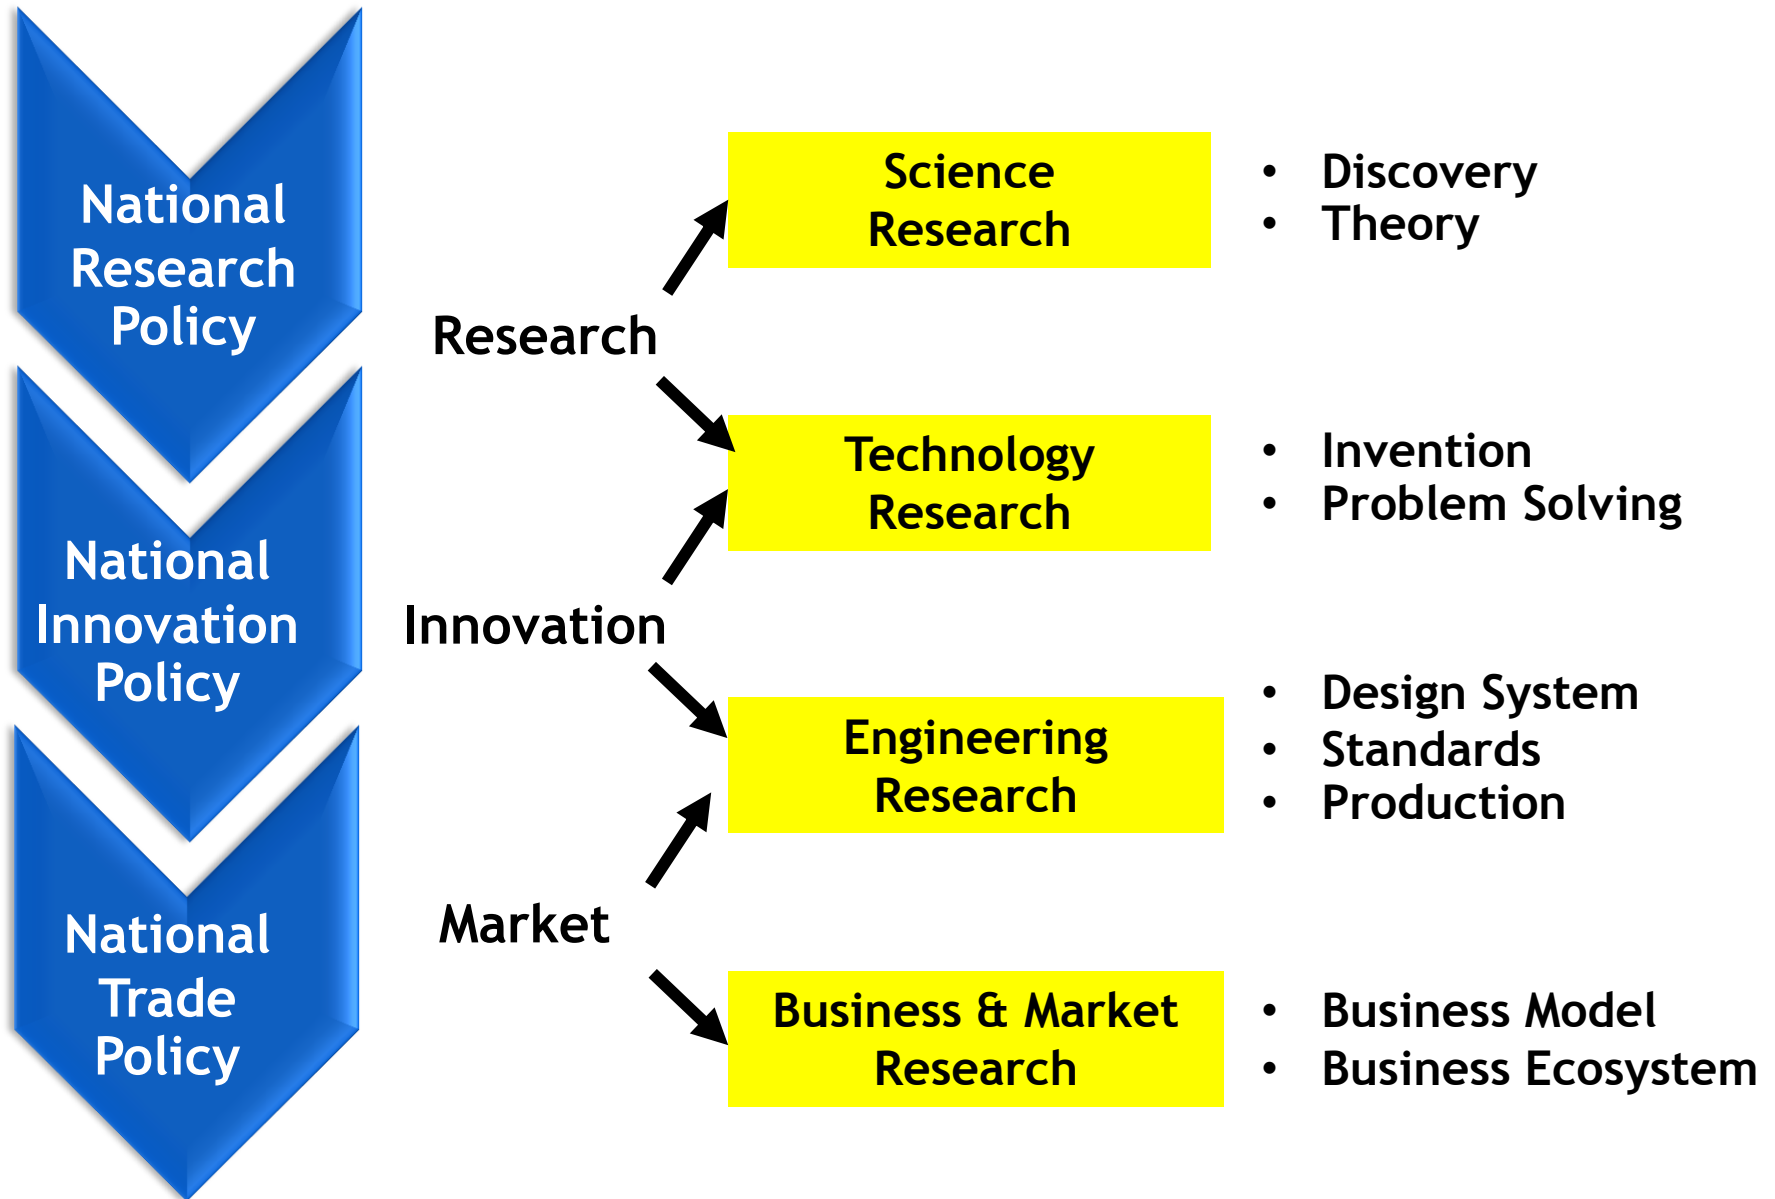 National
Research
Policy
National
Innovation
Policy
National
Trade
Policy
Research
Innovation
Market
Science
Research
• Discovery
• Theory
Technology
Research
• Invention
• Problem Solving
Engineering
Research
• Design System
• Standards
• Production
Business & Market
Research
• Business Model
• Business Ecosystem